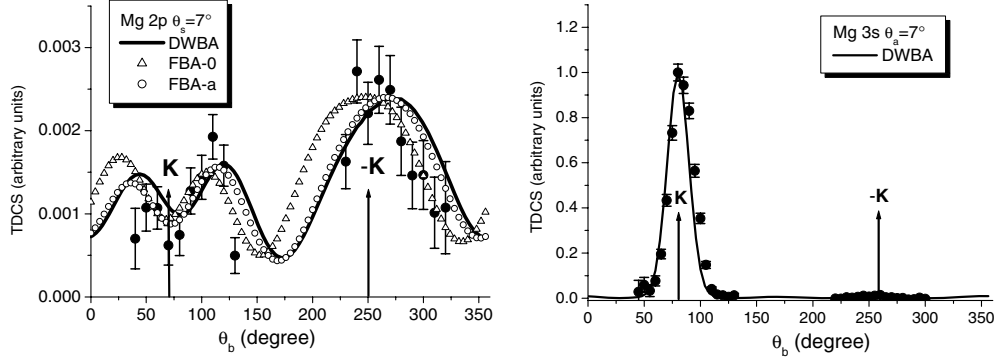 Mg 2p θs=7°
DWBA
FBA-0
FBA-a
K
-K
TDCS (arbitrary units)
0.003
0.002
0.001
0.000
0 50 100 150 200 250 300 350
θb (degree)
Mg 3s θa=7°
DWBA
K
-K
TDCS (arbitrary units)
1.2
1.0
0.8
0.6
0.4
0.2
0.0
0 50 100 150 200 250 300 350
θb (degree)